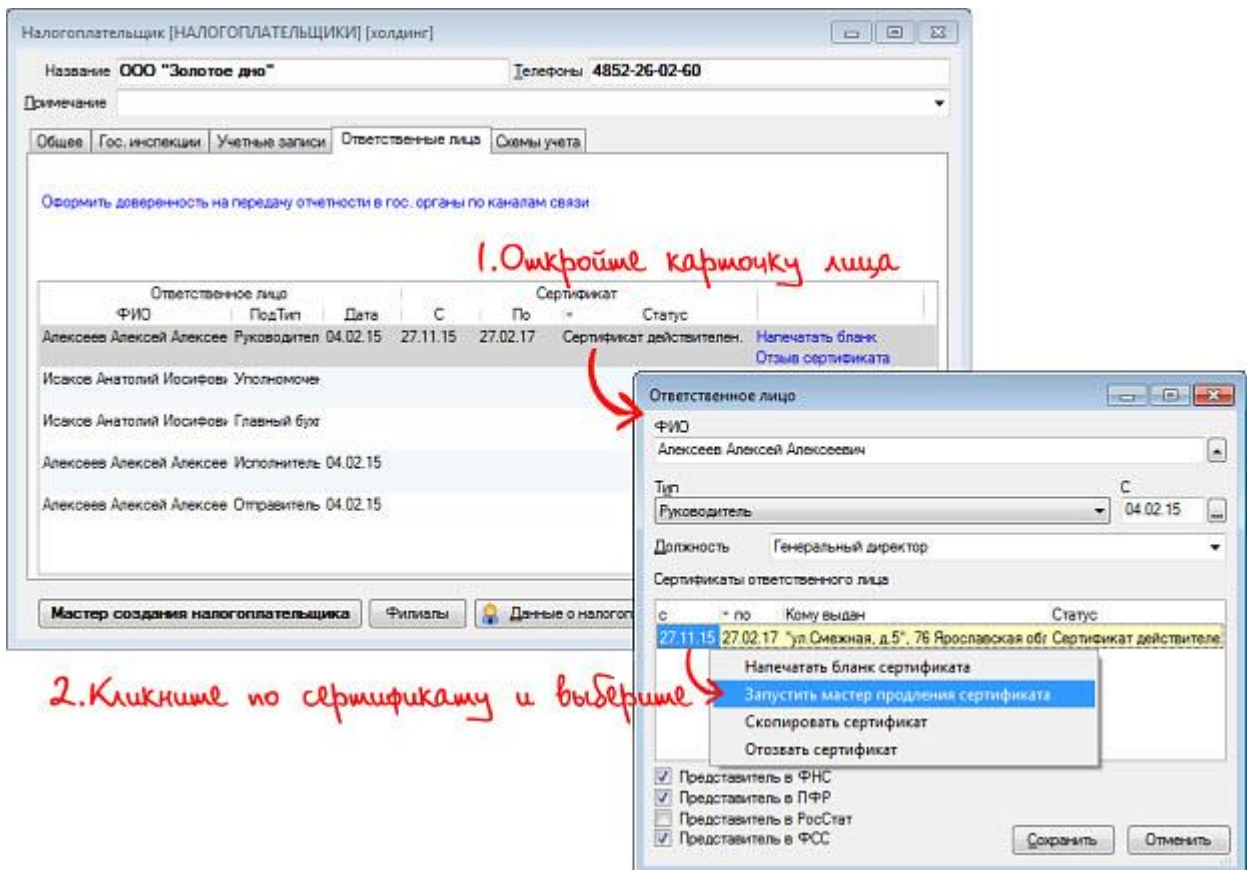 Налогоплательщик [НАЛОГОПЛАТЕЛЬЩИКИ] [холдинг]
Название ООО "Золотое дно" Телефоны 4852-26-02-60
Примечание
Общее Гос. инспекции Учетные записи Ответственные лица Схемы учета
Оформить доверенность на передачу отчетности в гос. органы по каналам связи
1. Откройте карточку лица
Ответственное лицо Сертификат
ФИО ПодТип Дата С По Статус
Алексеев Алексей Алексее Руководител 04.02.15 27.11.15 27.02.17 Сертификат действителен. Напечатать бланк
Отзыв сертификата
Исаков Анатолий Иосифови Уполномочен
Исаков Анатолий Иосифови Главный бухг
Алексеев Алексей Алексее Исполнитель 04.02.15
Алексеев Алексей Алексее Отправитель 04.02.15
Мастер создания налогоплательщика Филиалы Данные о налогоп
2. Кликните по сертификату и выберите
Ответственное лицо
ФИО
Алексеев Алексей Алексеевич
Тип С
Руководитель 04.02.15 ...
Должность Генеральный директор
Сертификаты ответственного лица
с по Кому выдан Статус
27.11.15 27.02.17 "ул.Смежная, д.5", 76 Ярославская обл Сертификат действителе
Напечатать бланк сертификата
Запустить мастер продления сертификата
Скопировать сертификат
Отозвать сертификат
Представитель в ФНС
Представитель в ПФР
Представитель в РосСтат
Представитель в ФСС
Сохранить Отменить